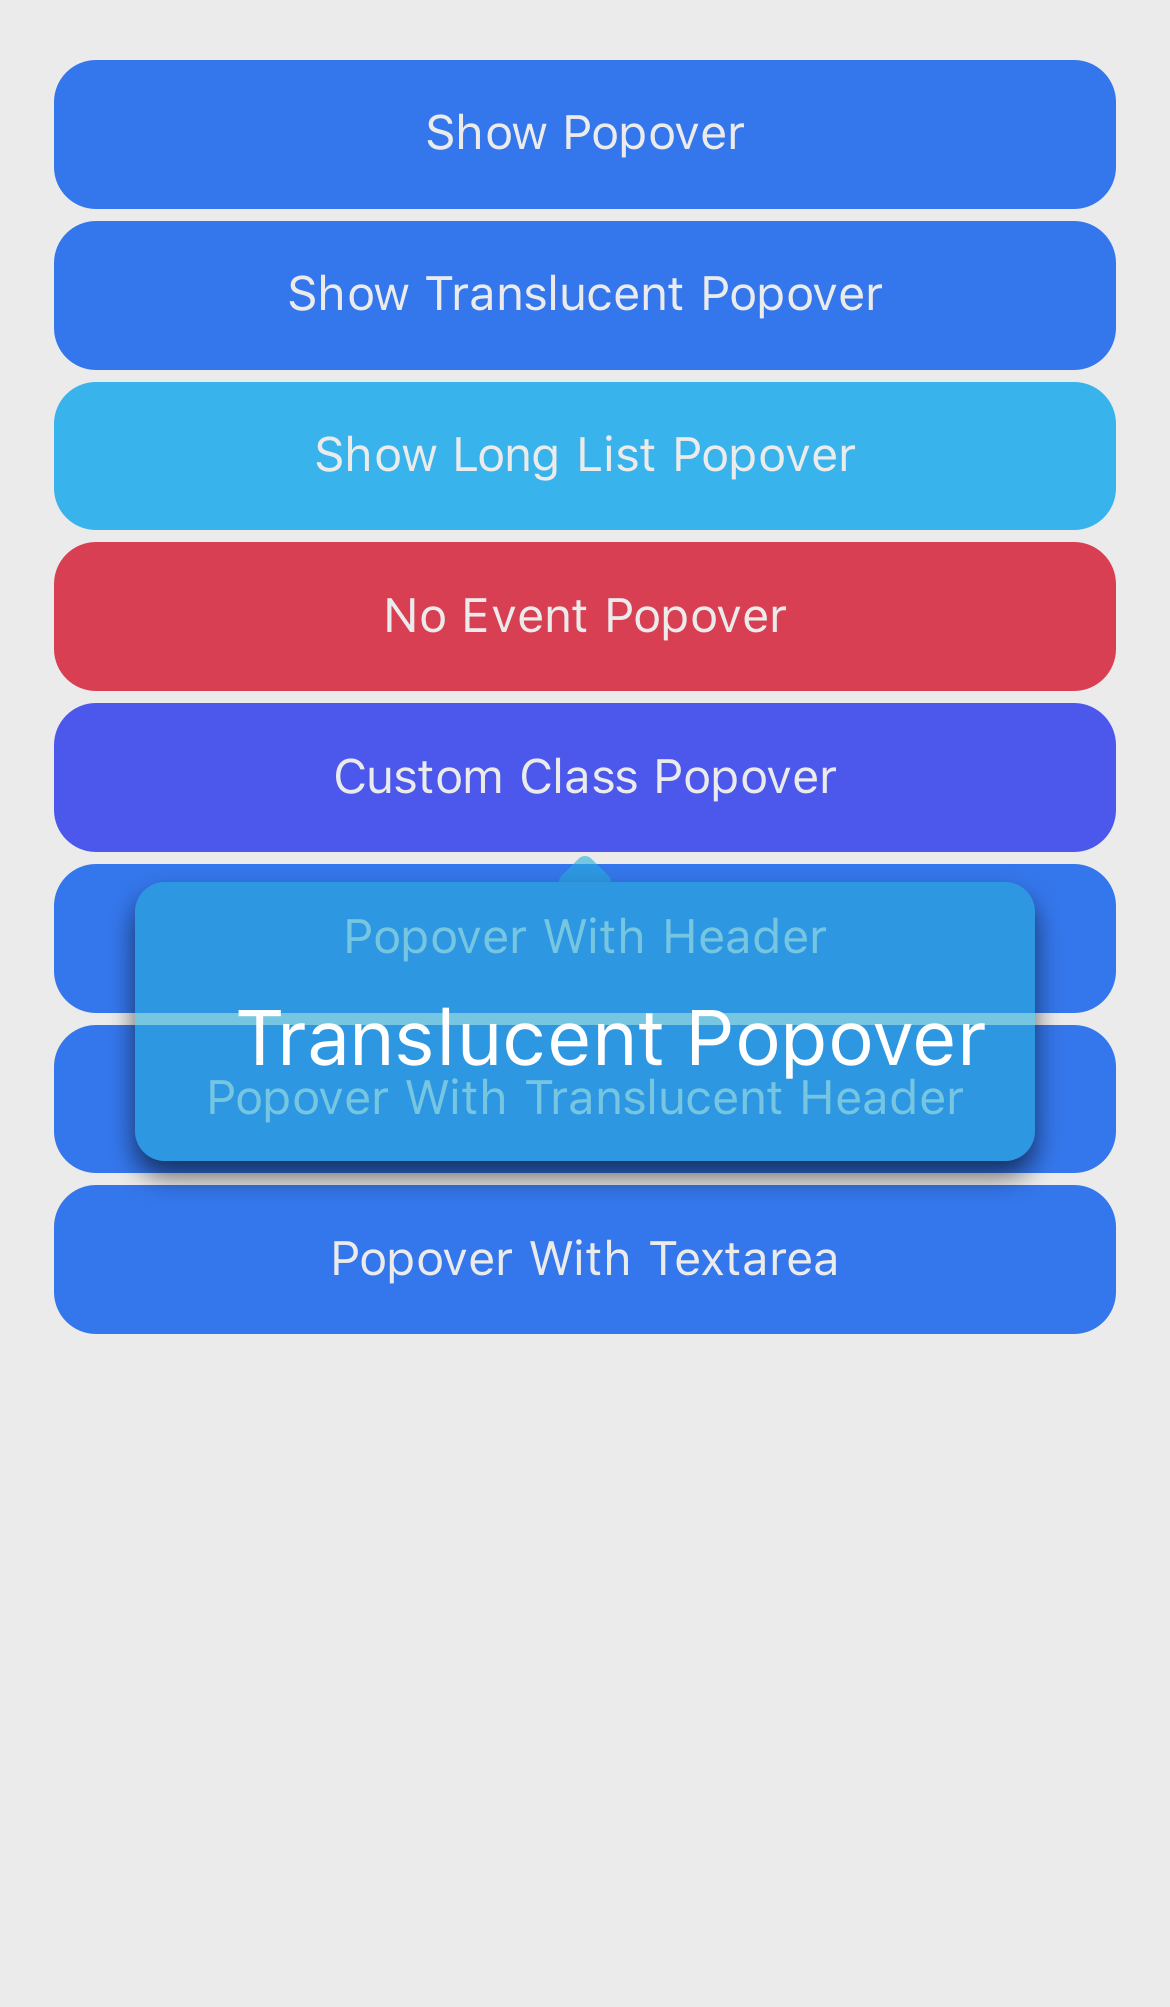 Show Popover
Show Translucent Popover
Show Long List Popover
No Event Popover
Custom Class Popover
Popover With Header
Translucent Popover
Popover With Translucent Header
Popover With Textarea